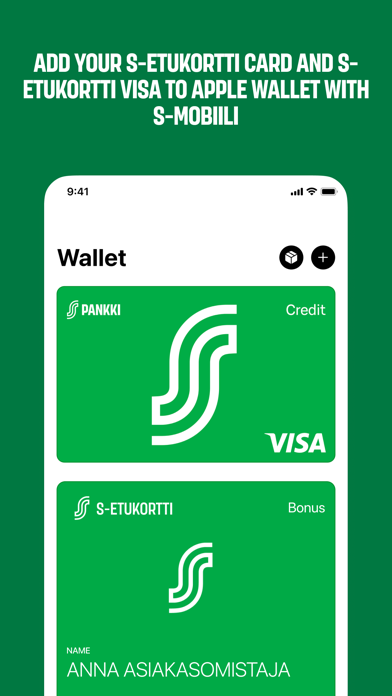 ADD YOUR S-ETUKORTTI CARD AND S-
ETUKORTTI VISA TO APPLE WALLET WITH
S-MOBIILI
9:41
Wallet
PANKKI
Credit
VISA
S-ETUKORTTI
Bonus
NAME
ANNA ASIAKASOMISTAJA